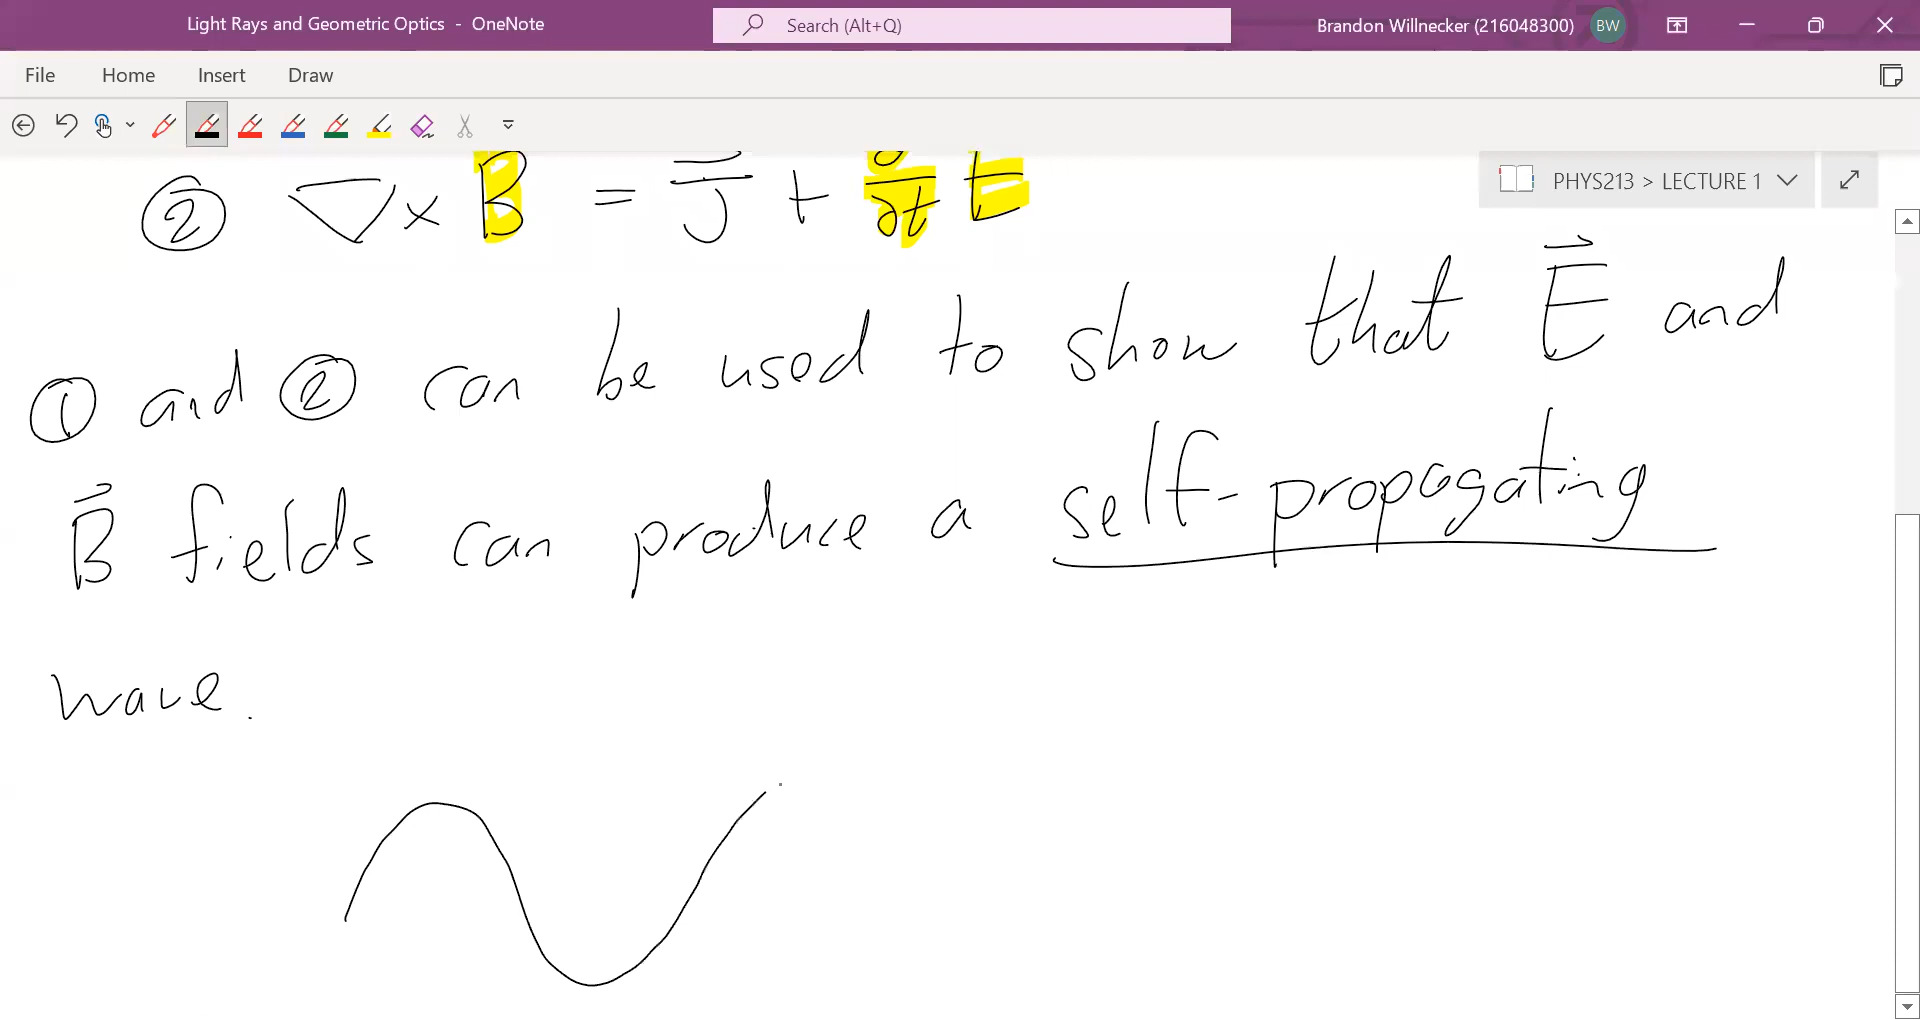 Light Rays and Geometric Optics - OneNote
Search (Alt+Q)
Brandon Willnecker (216048300) BW
File Home Insert Draw
PHYS213 > LECTURE 1
② ∇ × B = J + ∂/∂t E
① and ② can be used to show that E⃗ and
B⃗ fields can produce a self-propagating
wave.